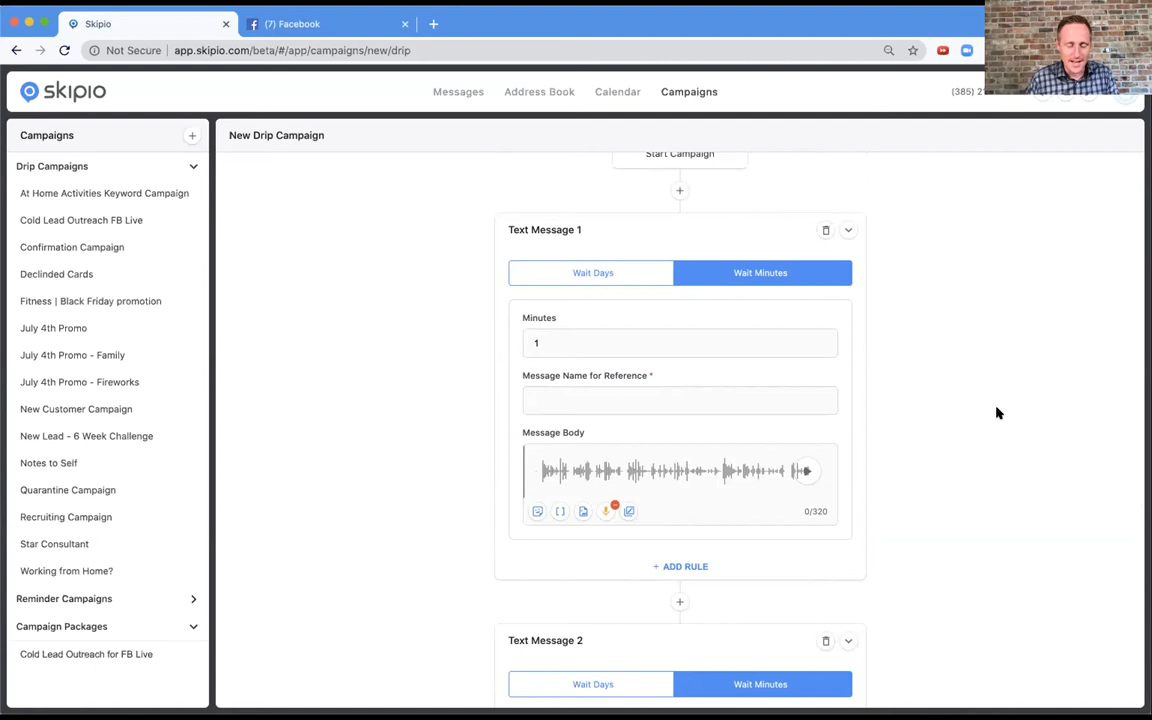 Skipio
(7) Facebook
Not Secure
app.skipio.com/beta/#/app/campaigns/new/drip
skipio
Messages
Address Book
Calendar
Campaigns
(385) 2
Campaigns
New Drip Campaign
Drip Campaigns
At Home Activities Keyword Campaign
Cold Lead Outreach FB Live
Confirmation Campaign
Declinded Cards
Fitness | Black Friday promotion
July 4th Promo
July 4th Promo - Family
July 4th Promo - Fireworks
New Customer Campaign
New Lead - 6 Week Challenge
Notes to Self
Quarantine Campaign
Recruiting Campaign
Star Consultant
Working from Home?
Reminder Campaigns
Campaign Packages
Cold Lead Outreach for FB Live
Start Campaign
Text Message 1
Wait Days
Wait Minutes
Minutes
1
Message Name for Reference *
Message Body
0/320
+ ADD RULE
Text Message 2
Wait Days
Wait Minutes